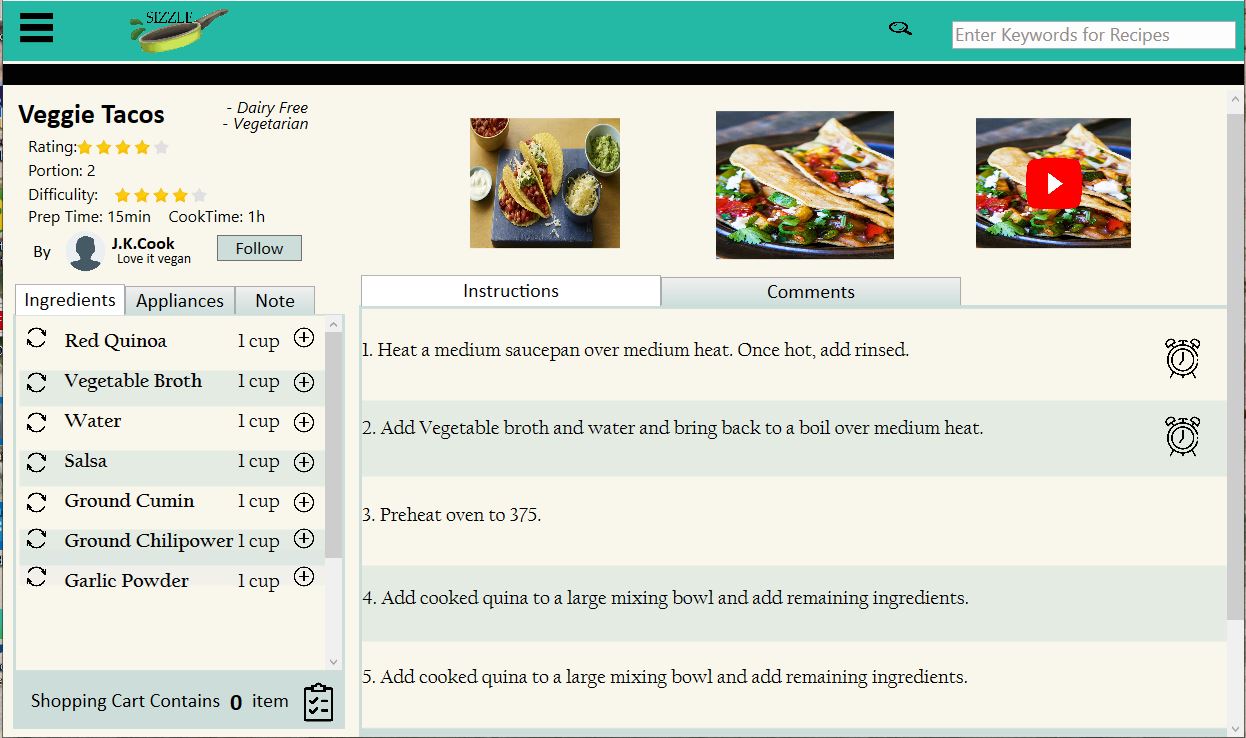 SIZZLE
Enter Keywords for Recipes
Veggie Tacos
- Dairy Free
- Vegetarian
Rating:
Portion: 2
Difficulty:
Prep Time: 15min CookTime: 1h
By J.K.Cook Follow
Love it vegan
Ingredients Appliances Note
Red Quinoa 1 cup
Vegetable Broth 1 cup
Water 1 cup
Salsa 1 cup
Ground Cumin 1 cup
Ground Chilipower 1 cup
Garlic Powder 1 cup
Shopping Cart Contains 0 item
Instructions Comments
1. Heat a medium saucepan over medium heat. Once hot, add rinsed.
2. Add Vegetable broth and water and bring back to a boil over medium heat.
3. Preheat oven to 375.
4. Add cooked quina to a large mixing bowl and add remaining ingredients.
5. Add cooked quina to a large mixing bowl and add remaining ingredients.